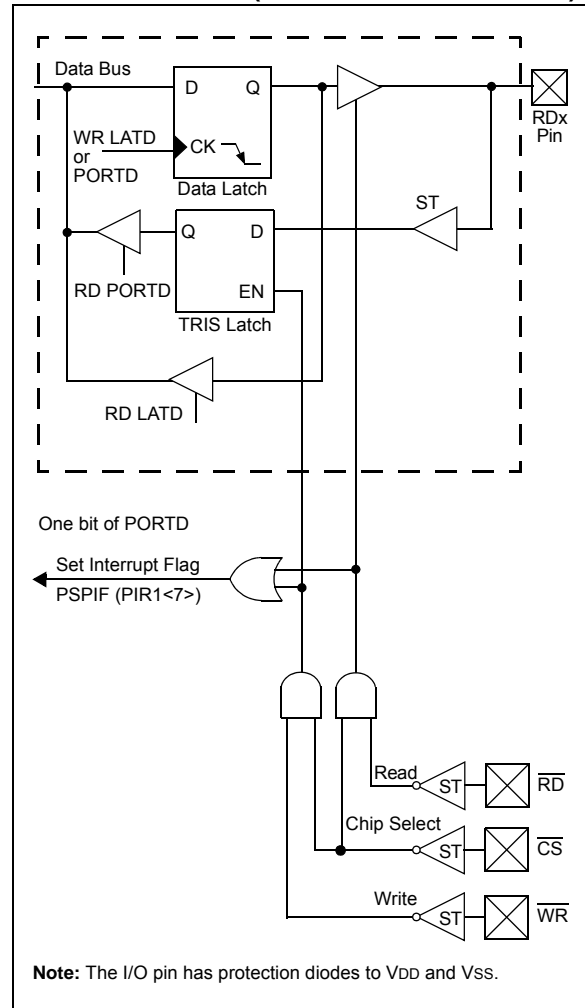 Data Bus
D
Q
RDx
Pin
WR LATD
or
PORTD
CK
Data Latch
ST
Q
D
RD PORTD
EN
TRIS Latch
RD LATD
One bit of PORTD
Set Interrupt Flag
PSPIF (PIR1<7>)
Read
ST
RD
Chip Select
ST
CS
Write
ST
WR
Note: The I/O pin has protection diodes to VDD and VSS.